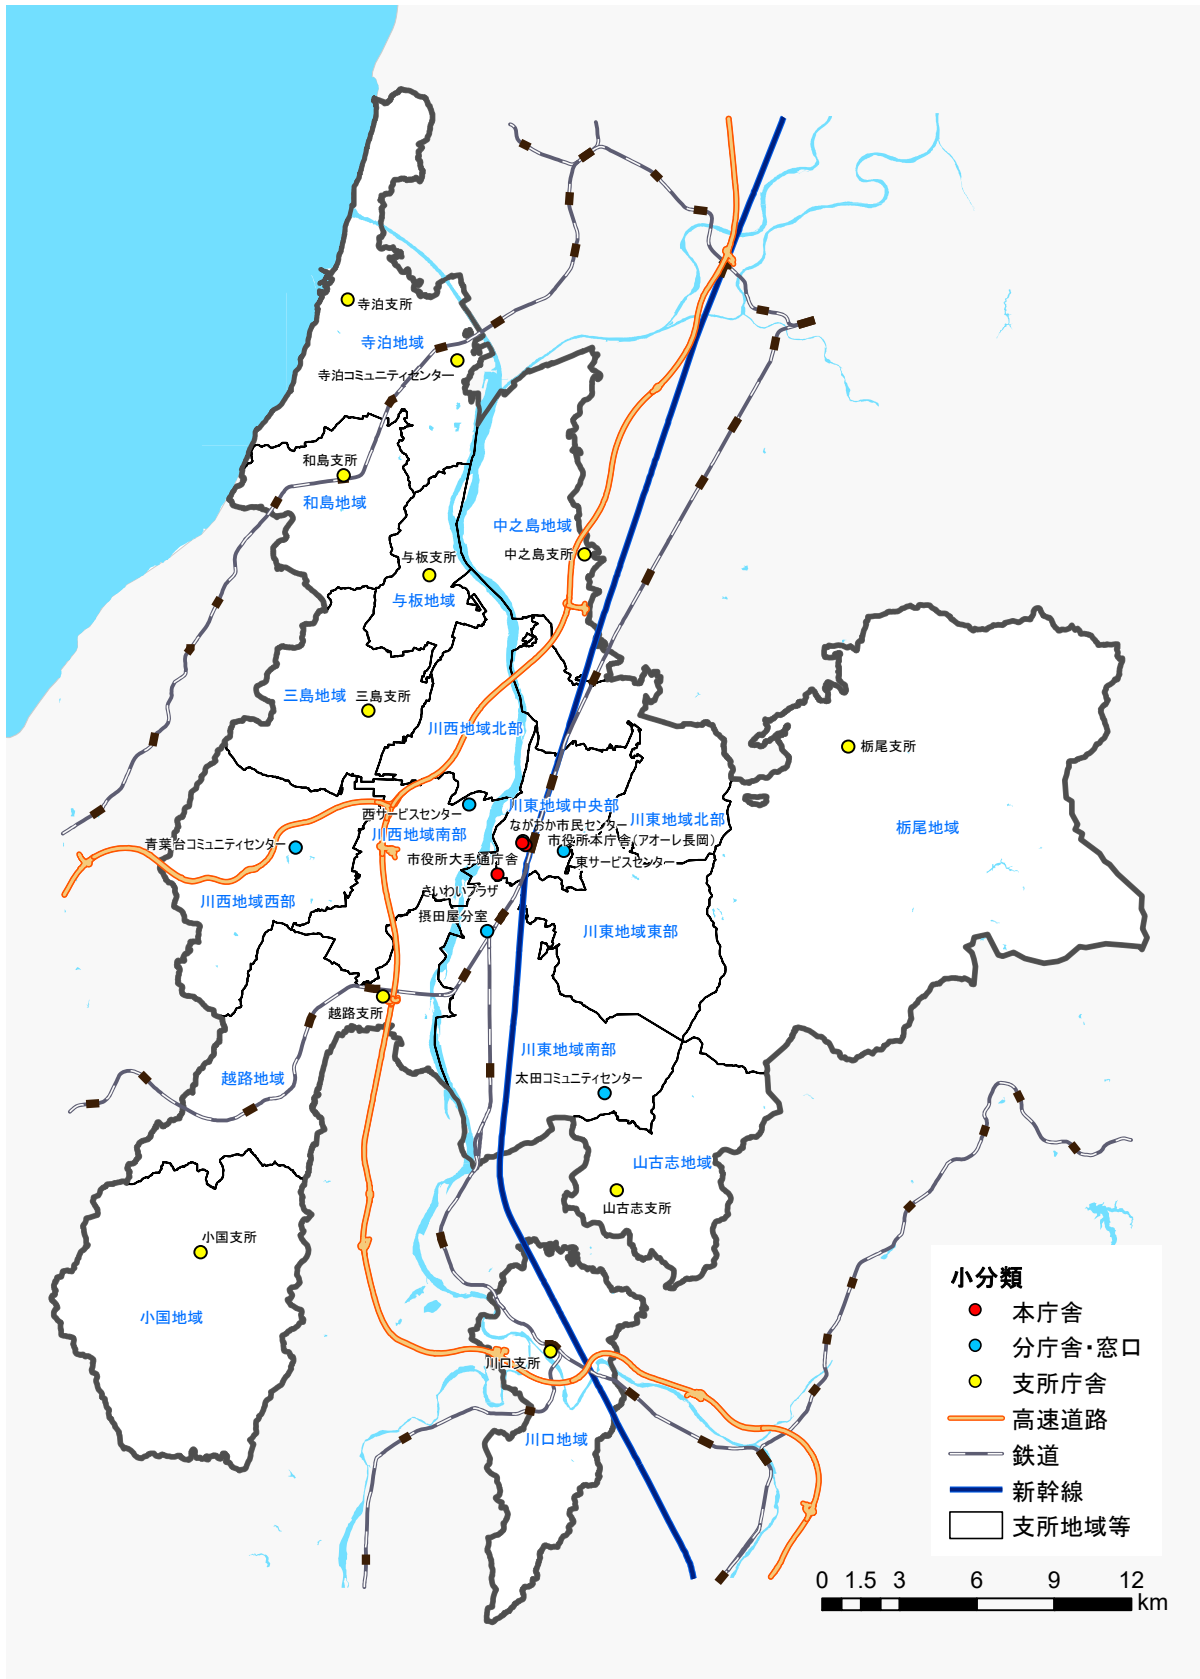 寺泊支所
寺泊地域
寺泊コミュニティセンター
和島支所
和島地域
中之島地域
中之島支所
与板支所
与板地域
三島地域
三島支所
川西地域北部
栃尾支所
栃尾地域
西サービスセンター
川西地域南部
川東地域中央部
ながおか市民センター
川東地域北部
市役所本庁舎(アオーレ長岡)
東サービスセンター
青葉台コミュニティセンター
市役所大手通庁舎
さいわいプラザ
川西地域西部
摂田屋分室
川東地域東部
越路支所
川東地域南部
越路地域
太田コミュニティセンター
山古志地域
山古志支所
小国支所
小国地域
川口支所
川口地域
小分類
本庁舎
分庁舎・窓口
支所庁舎
高速道路
鉄道
新幹線
支所地域等
0 1.5 3 6 9 12
km